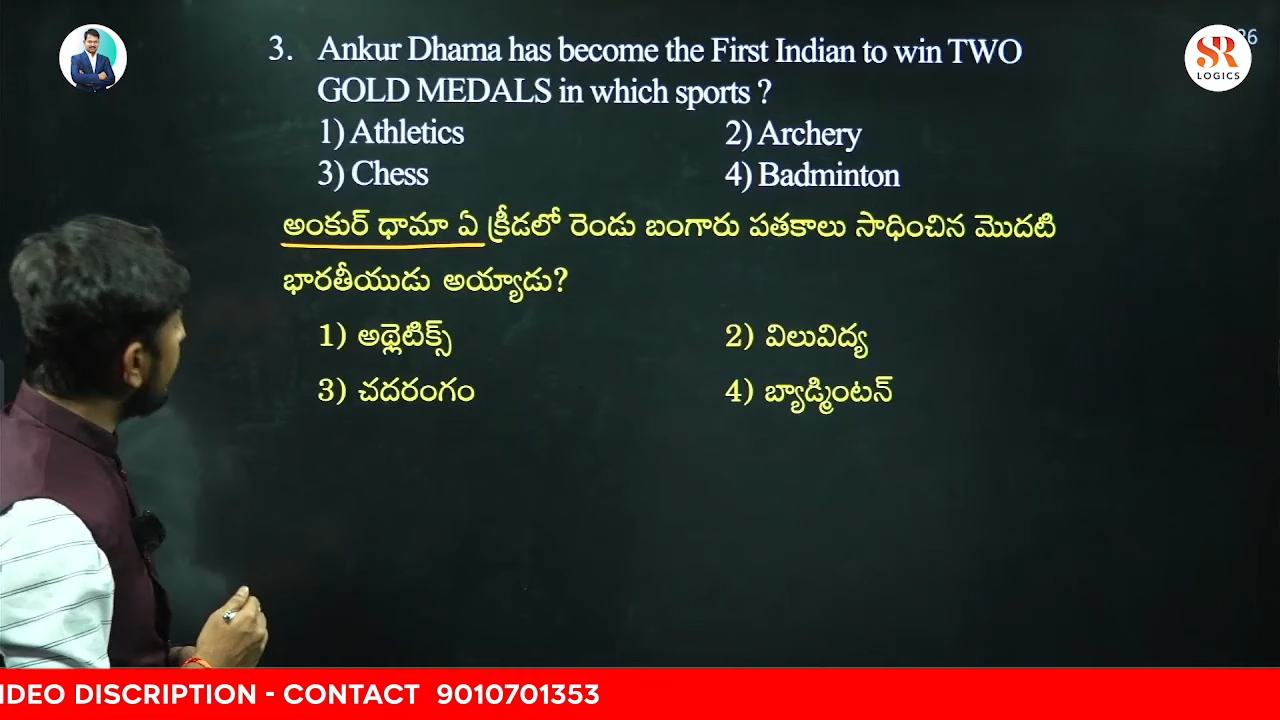 3. Ankur Dhama has become the First Indian to win TWO
GOLD MEDALS in which sports ?
1) Athletics 2) Archery
3) Chess 4) Badminton
అంకుర్ ధామా ఏ క్రీడలో రెండు బంగారు పతకాలు సాధించిన మొదటి
భారతీయుడు అయ్యాడు?
1) అథ్లెటిక్స్ 2) విలువిద్య
3) చదరంగం 4) బ్యాడ్మింటన్
SR
LOGICS
26
IDEO DISCRIPTION - CONTACT 9010701353